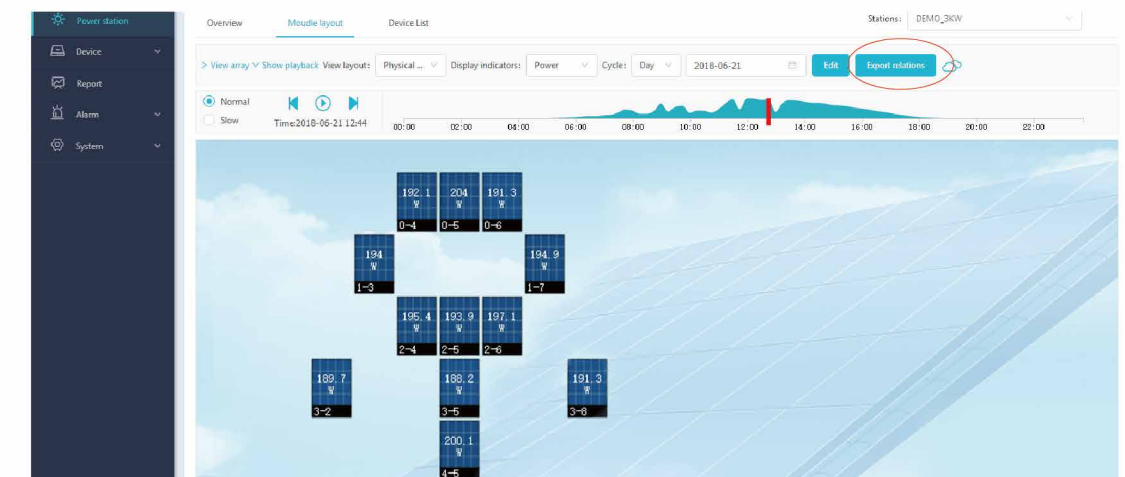 Power station
Device
Report
Alarm
System
Overview Moudle layout Device List Stations: DEMO_3KW
> View array Show playback View layout: Physical ... Display indicators: Power Cycle: Day 2018-06-21 Edit Export relations
Normal
Slow
Time:2018-06-21 12:44
00:00 02:00 04:00 06:00 08:00 10:00 12:00 14:00 16:00 18:00 20:00 22:00
192.1 204 191.3
W W W
0-4 0-5 0-6
194 194.9
W W
1-3 1-7
195.4 193.9 197.1
W W W
2-4 2-5 2-6
189.7 188.2 191.3
W W W
3-2 3-5 3-8
200.1
W
4-5